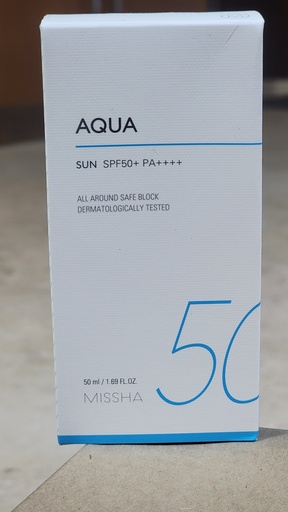 AQUA
SUN SPF50+ PA++++
ALL AROUND SAFE BLOCK
DERMATOLOGICALLY TESTED
50
50 ml / 1.69 FL.OZ.
MISSHA